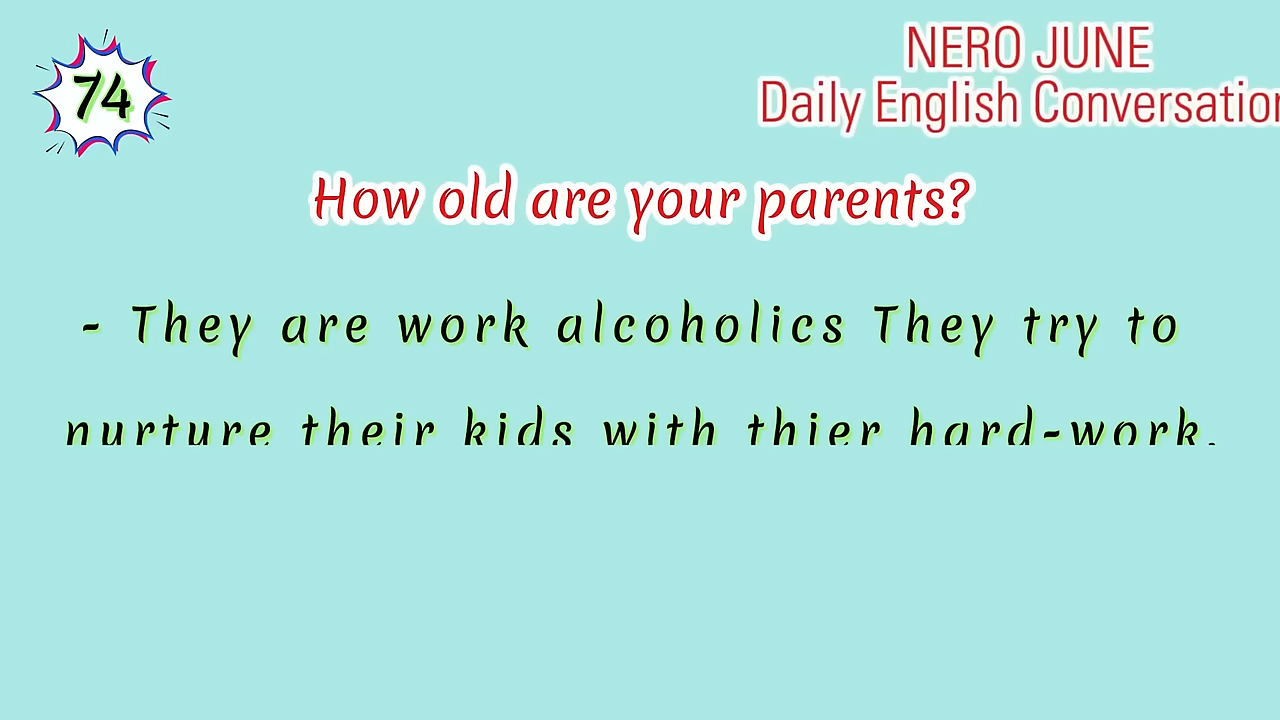 74
NERO JUNE
Daily English Conversation
How old are your parents?
- They are work alcoholics They try to
nurture their kids with thier hard-work.